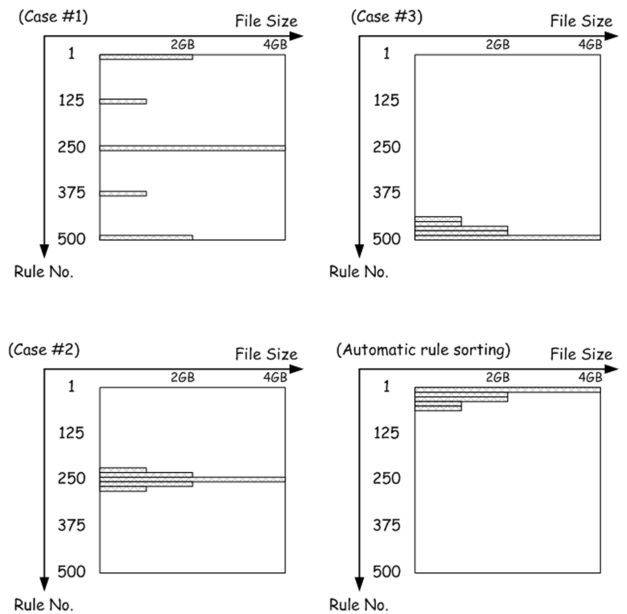 (Case #1)
File Size
2GB
4GB
1
125
250
375
500
Rule No.
(Case #3)
File Size
2GB
4GB
1
125
250
375
500
Rule No.
(Case #2)
File Size
2GB
4GB
1
125
250
375
500
Rule No.
(Automatic rule sorting)
File Size
2GB
4GB
1
125
250
375
500
Rule No.